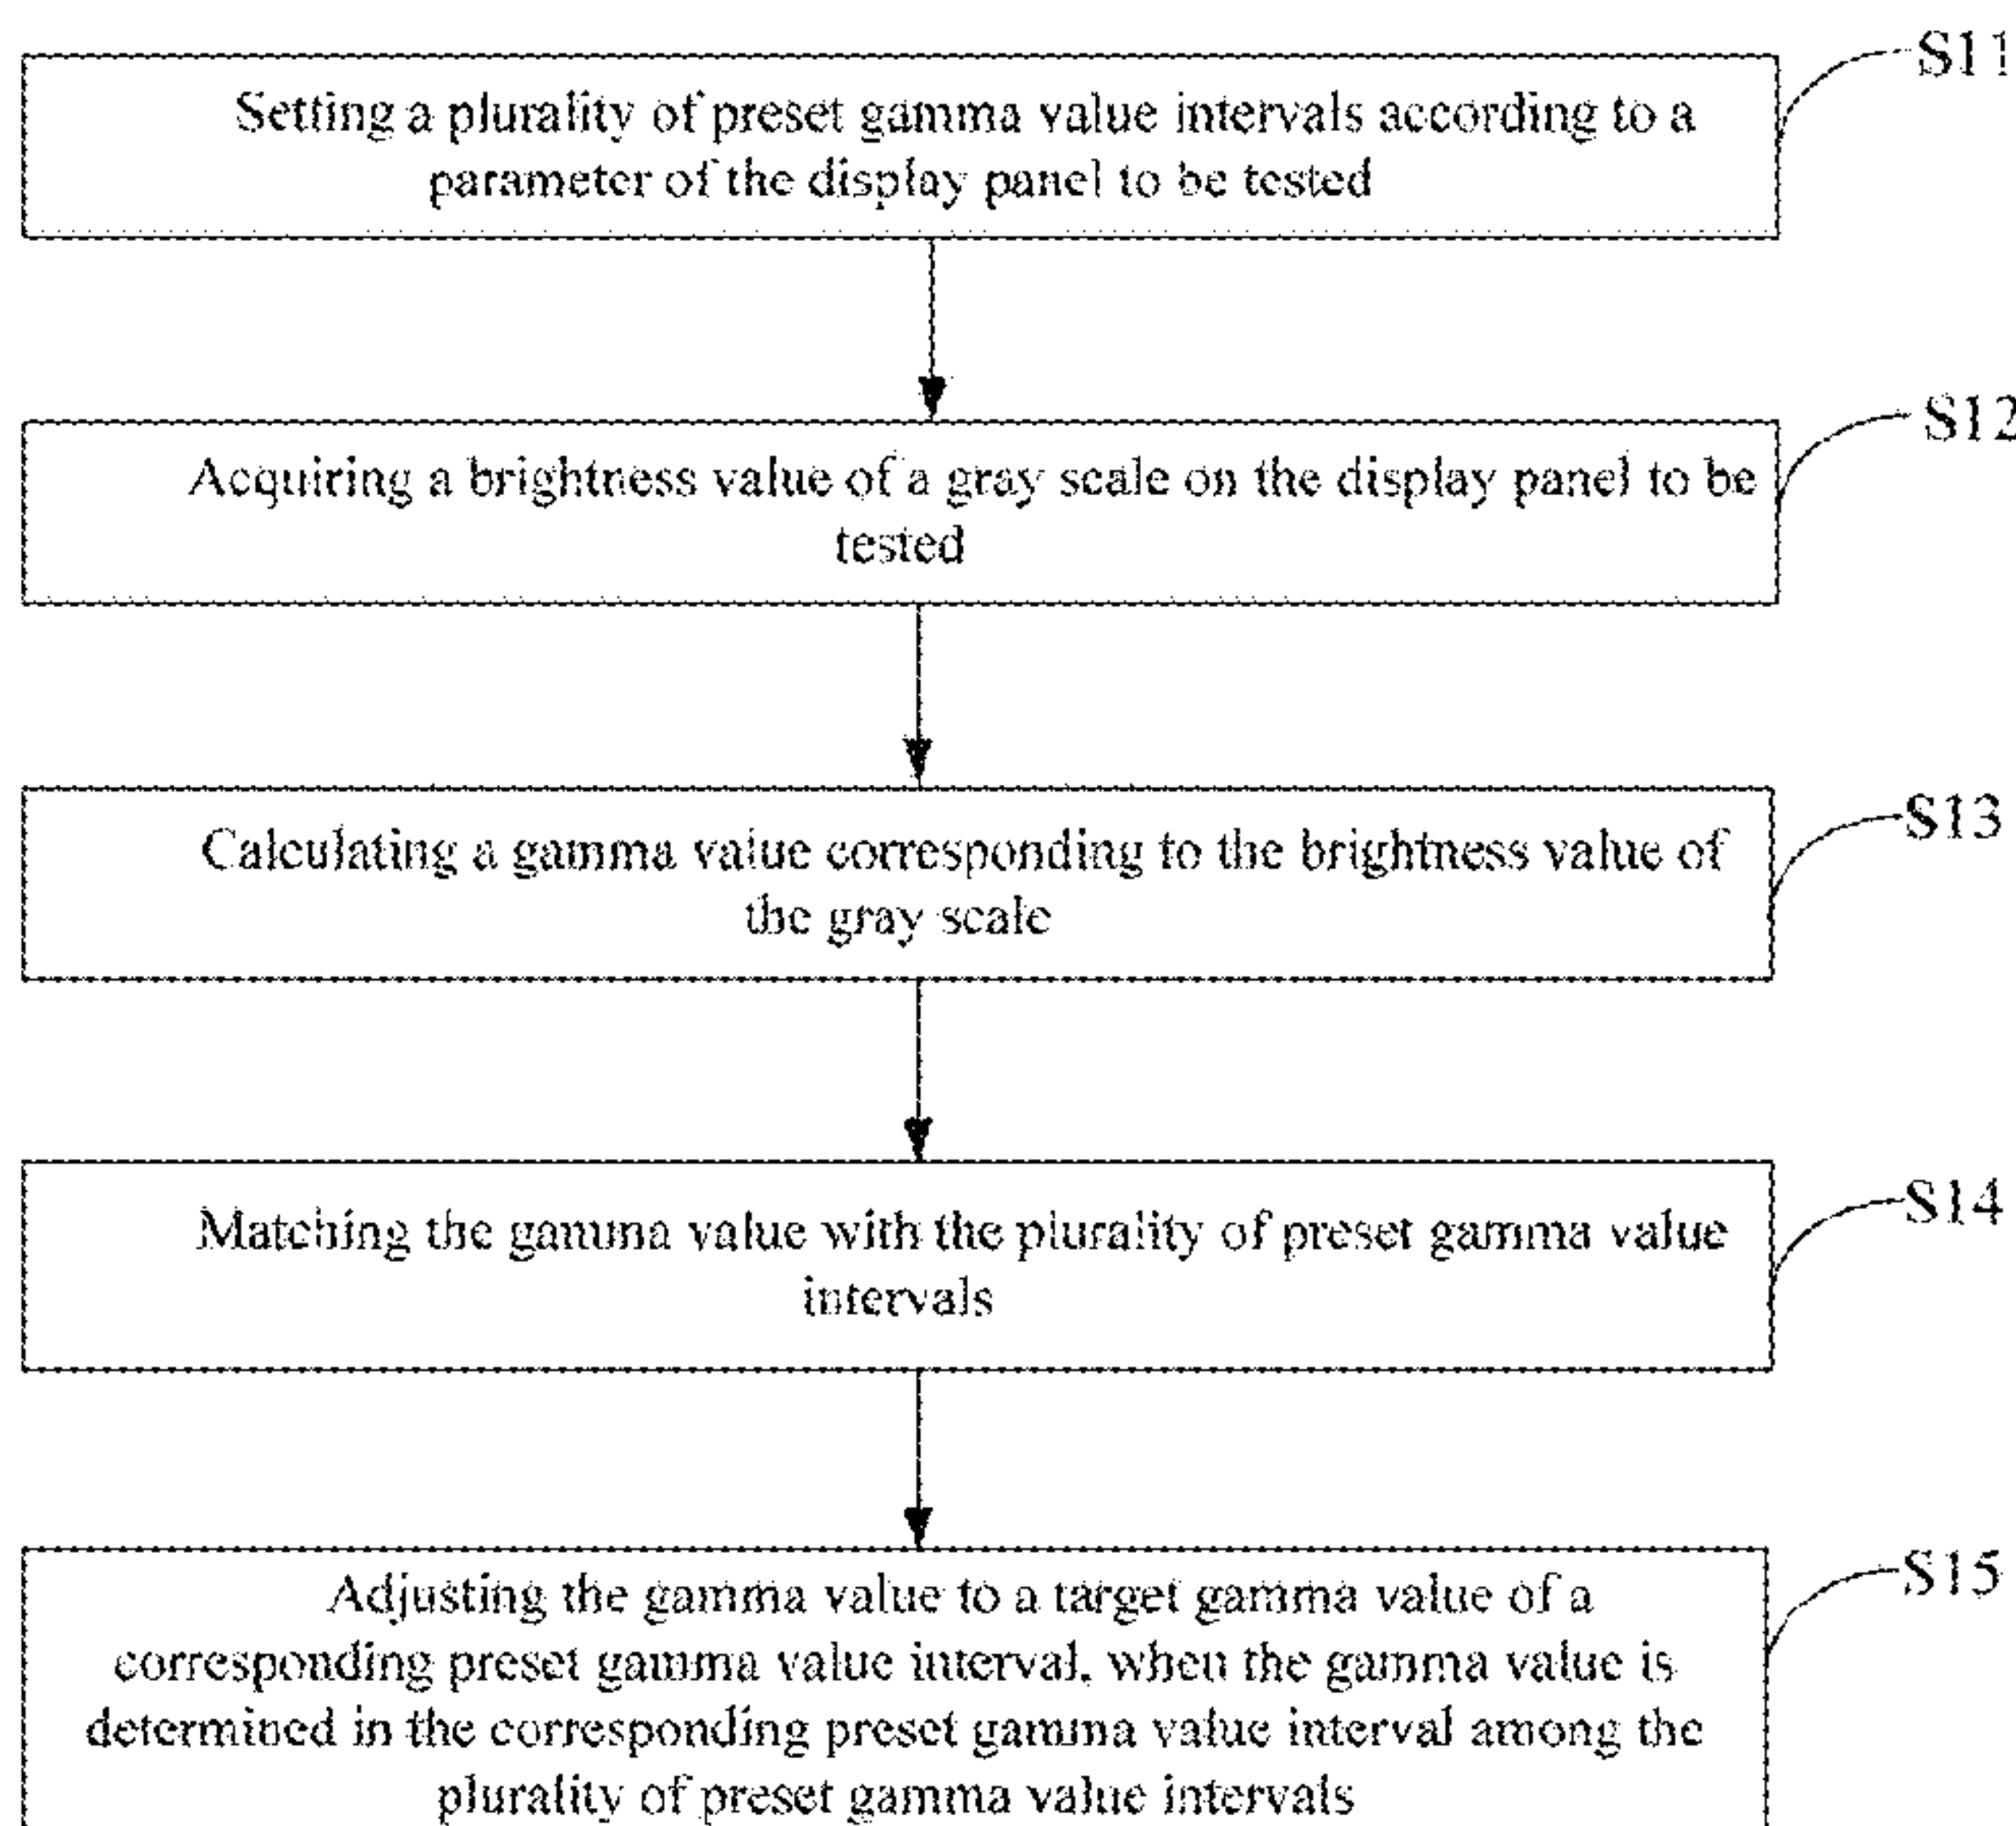 S11
Setting a plurality of preset gamma value intervals according to a
parameter of the display panel to be tested
S12
Acquiring a brightness value of a gray scale on the display panel to be
tested
S13
Calculating a gamma value corresponding to the brightness value of
the gray scale
S14
Matching the gamma value with the plurality of preset gamma value
intervals
S15
Adjusting the gamma value to a target gamma value of a
corresponding preset gamma value interval, when the gamma value is
determined in the corresponding preset gamma value interval among the
plurality of preset gamma value intervals